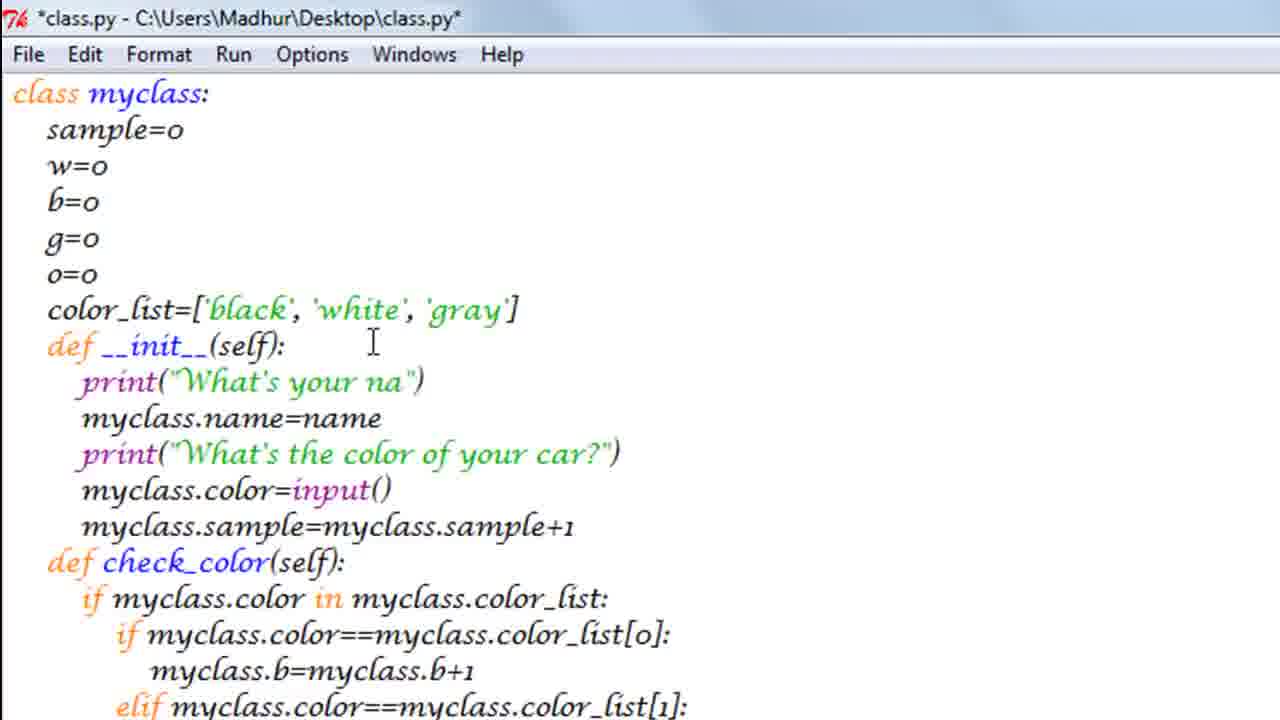 *class.py - C:\Users\Madhur\Desktop\class.py*
File Edit Format Run Options Windows Help
class myclass:
    sample=0
    w=0
    b=0
    g=0
    o=0
    color_list=['black', 'white', 'gray']
    def __init__(self):
        print("What's your na")
        myclass.name=name
        print("What's the color of your car?")
        myclass.color=input()
        myclass.sample=myclass.sample+1
    def check_color(self):
        if myclass.color in myclass.color_list:
            if myclass.color==myclass.color_list[0]:
                myclass.b=myclass.b+1
            elif myclass.color==myclass.color_list[1]: